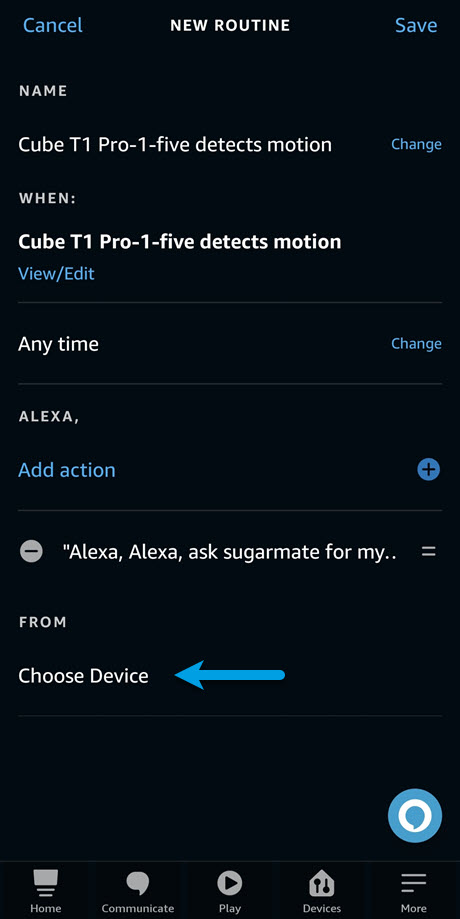 Cancel NEW ROUTINE Save
NAME
Cube T1 Pro-1-five detects motion Change
WHEN:
Cube T1 Pro-1-five detects motion
View/Edit
Any time Change
ALEXA,
Add action
"Alexa, Alexa, ask sugarmate for my..
FROM
Choose Device
Home Communicate Play Devices More